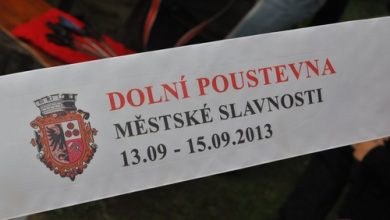 DOLNÍ POUSTEVNA
MĚSTSKÉ SLAVNOSTI
13.09 - 15.09.2013